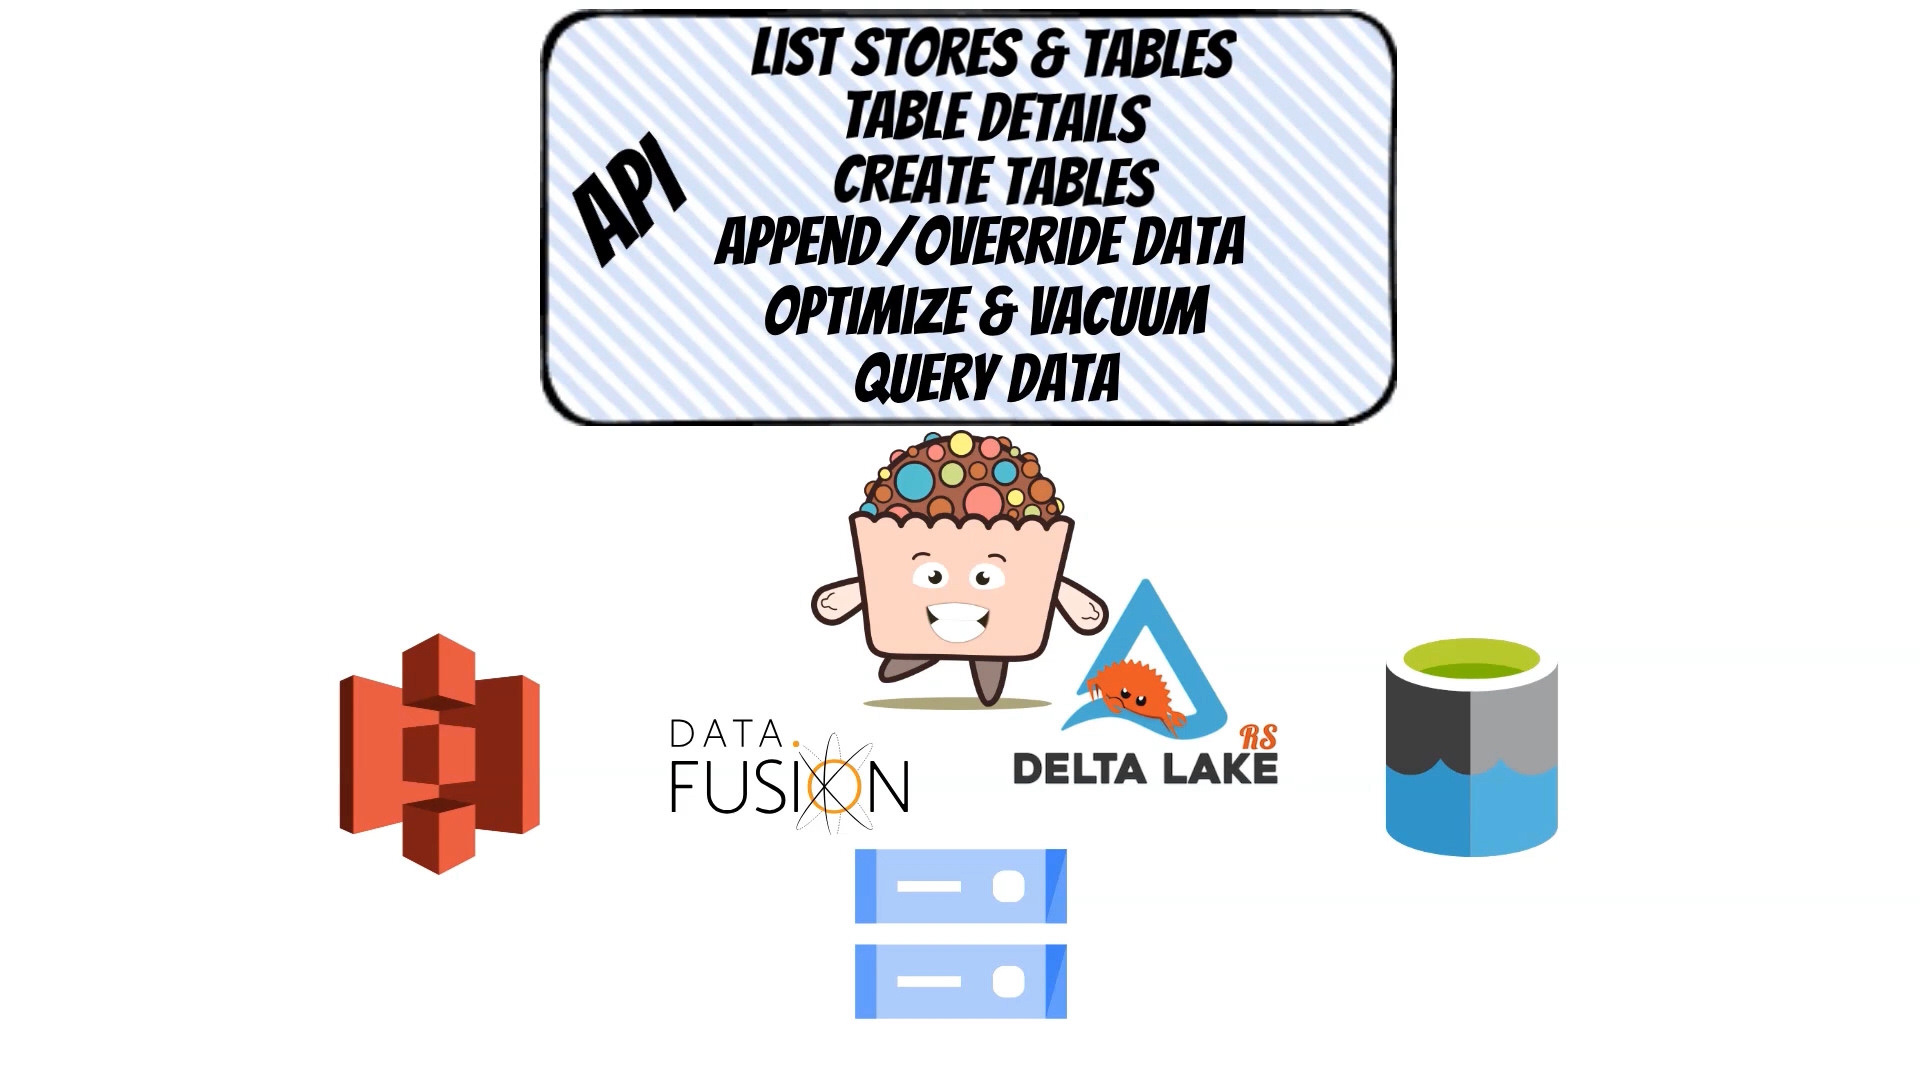 LIST STORES & TABLES
TABLE DETAILS
CREATE TABLES
API
APPEND/OVERRIDE DATA
OPTIMIZE & VACUUM
QUERY DATA
DATA
FUSION
RS
DELTA LAKE